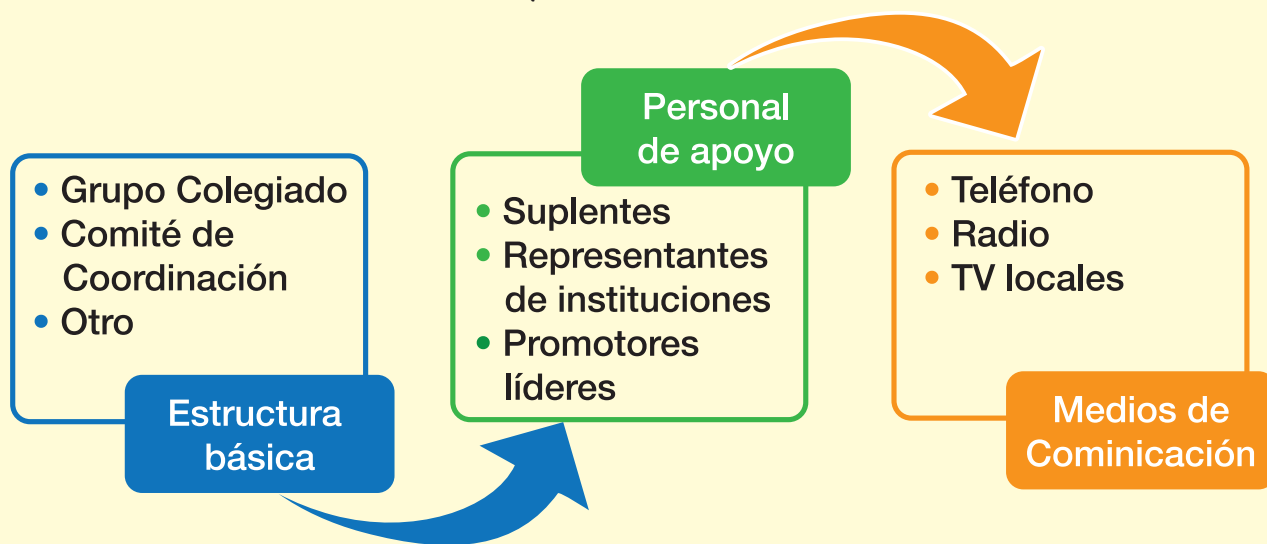 • Grupo Colegiado
• Comité de
Coordinación
• Otro
Estructura
básica
Personal
de apoyo
• Suplentes
• Representantes
de instituciones
• Promotores
líderes
• Teléfono
• Radio
• TV locales
Medios de
Cominicación